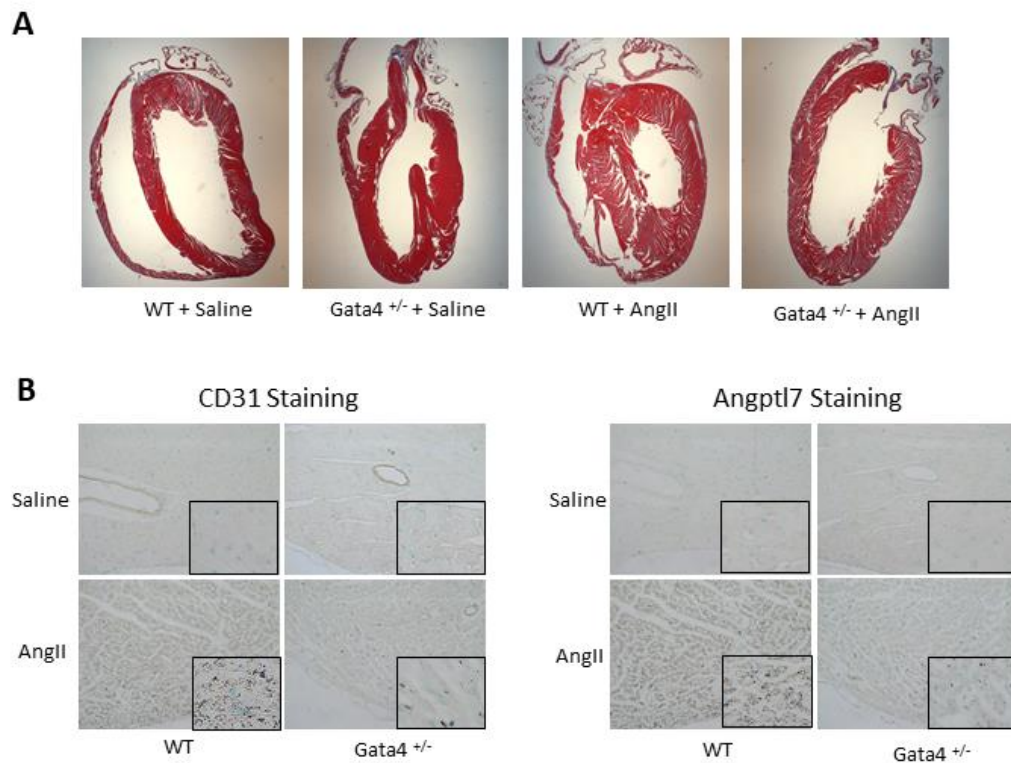 A
WT + Saline
Gata4 +/- + Saline
WT + AngII
Gata4 +/- + AngII
B
CD31 Staining
Angptl7 Staining
Saline
Saline
AngII
AngII
WT
Gata4 +/-
WT
Gata4 +/-